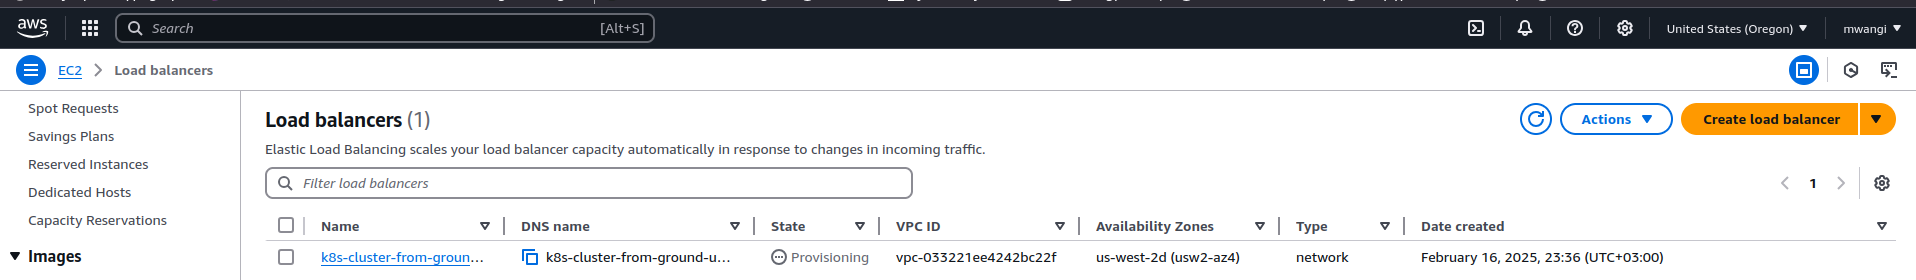 aws
Search [Alt+S]
United States (Oregon)
mwangi
EC2 Load balancers
Spot Requests
Savings Plans
Reserved Instances
Dedicated Hosts
Capacity Reservations
Images
Load balancers (1)
Actions
Create load balancer
Elastic Load Balancing scales your load balancer capacity automatically in response to changes in incoming traffic.
Filter load balancers
1
Name DNS name State VPC ID Availability Zones Type Date created
k8s-cluster-from-groun... k8s-cluster-from-ground-u... Provisioning vpc-033221ee4242bc22f us-west-2d (usw2-az4) network February 16, 2025, 23:36 (UTC+03:00)